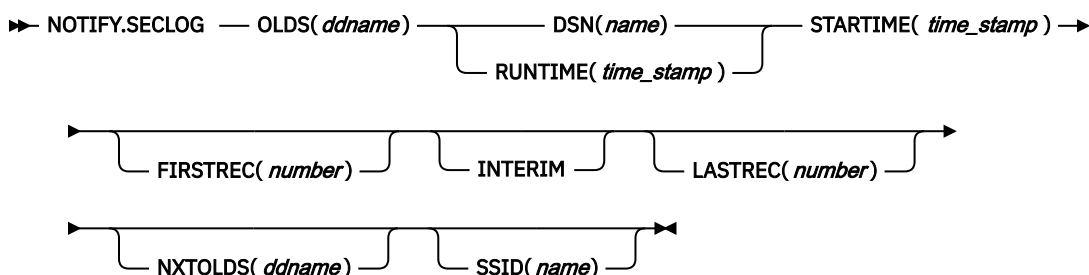 NOTIFY.SECLOG OLDS( ddname) DSN(name) STARTIME( time_stamp )
RUNTIME( time_stamp )
FIRSTREC( number) INTERIM LASTREC( number)
NXTOLDS( ddname) SSID( name)